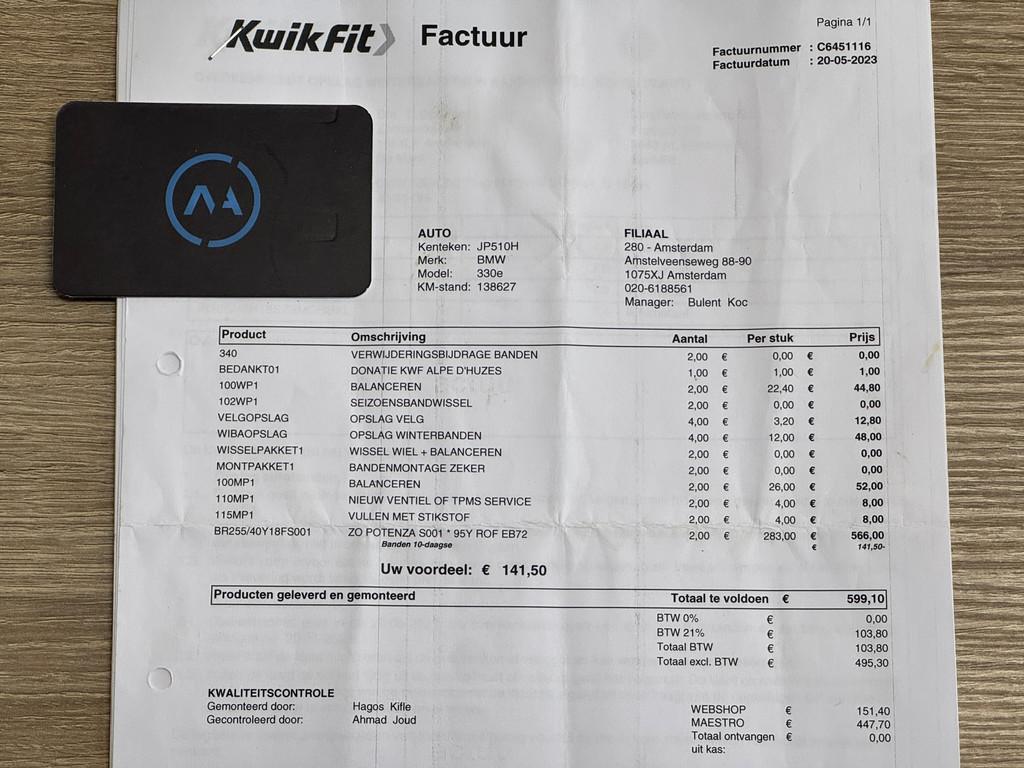 KwikFit Factuur
Pagina 1/1
Factuurnummer : C6451116
Factuurdatum : 20-05-2023
AUTO
Kenteken: JP510H
Merk: BMW
Model: 330e
KM-stand: 138627
FILIAAL
280 - Amsterdam
Amstelveenseweg 88-90
1075XJ Amsterdam
020-6188561
Manager: Bulent Koc
Product Omschrijving Aantal Per stuk Prijs
340 VERWIJDERINGSBIJDRAGE BANDEN 2,00 € 0,00 € 0,00
BEDANKT01 DONATIE KWF ALPE D'HUZES 1,00 € 1,00 € 1,00
100WP1 BALANCEREN 2,00 € 22,40 € 44,80
102WP1 SEIZOENSBANDWISSEL 2,00 € 0,00 € 0,00
VELGOPSLAG OPSLAG VELG 4,00 € 3,20 € 12,80
WIBAOPSLAG OPSLAG WINTERBANDEN 4,00 € 12,00 € 48,00
WISSELPAKKET1 WISSEL WIEL + BALANCEREN 2,00 € 0,00 € 0,00
MONTPAKKET1 BANDENMONTAGE ZEKER 2,00 € 0,00 € 0,00
100MP1 BALANCEREN 2,00 € 26,00 € 52,00
110MP1 NIEUW VENTIEL OF TPMS SERVICE 2,00 € 4,00 € 8,00
115MP1 VULLEN MET STIKSTOF 2,00 € 4,00 € 8,00
BR255/40Y18FS001 ZO POTENZA S001 * 95Y ROF EB72 2,00 € 283,00 € 566,00
Banden 10-daagse € 141,50-
Uw voordeel: € 141,50
Producten geleverd en gemonteerd Totaal te voldoen € 599,10
BTW 0% € 0,00
BTW 21% € 103,80
Totaal BTW € 103,80
Totaal excl. BTW € 495,30
KWALITEITSCONTROLE
Gemonteerd door: Hagos Kifle
Gecontroleerd door: Ahmad Joud
WEBSHOP € 151,40
MAESTRO € 447,70
Totaal ontvangen € 0,00
uit kas: